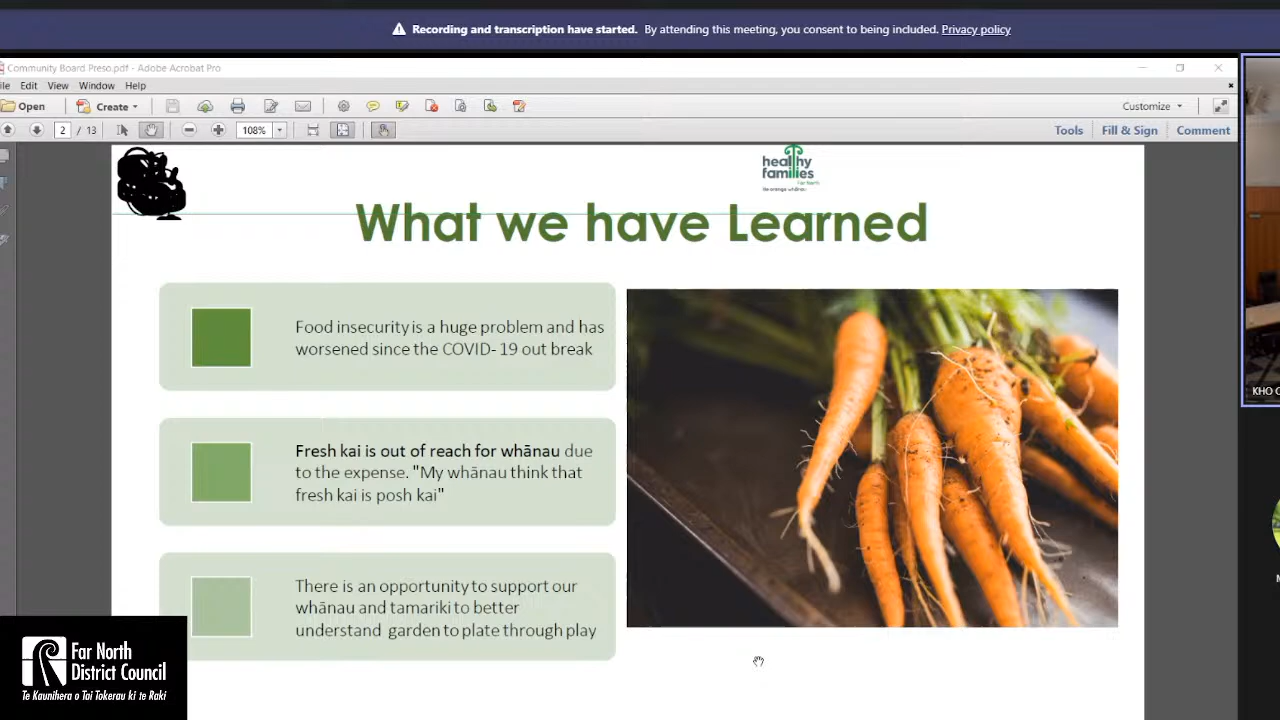 Recording and transcription have started. By attending this meeting, you consent to being included. Privacy policy
Community Board Preso.pdf - Adobe Acrobat Pro
ile Edit View Window Help
Open Create Customize
2 / 13 108% Tools Fill & Sign Comment
healthy
families
far north
What we have Learned
Food insecurity is a huge problem and has
worsened since the COVID- 19 out break
Fresh kai is out of reach for whānau due
to the expense. "My whānau think that
fresh kai is posh kai"
There is an opportunity to support our
whānau and tamariki to better
understand garden to plate through play
KHO
Far North
District Council
Te Kaunihera o Tai Tokerau ki te Raki